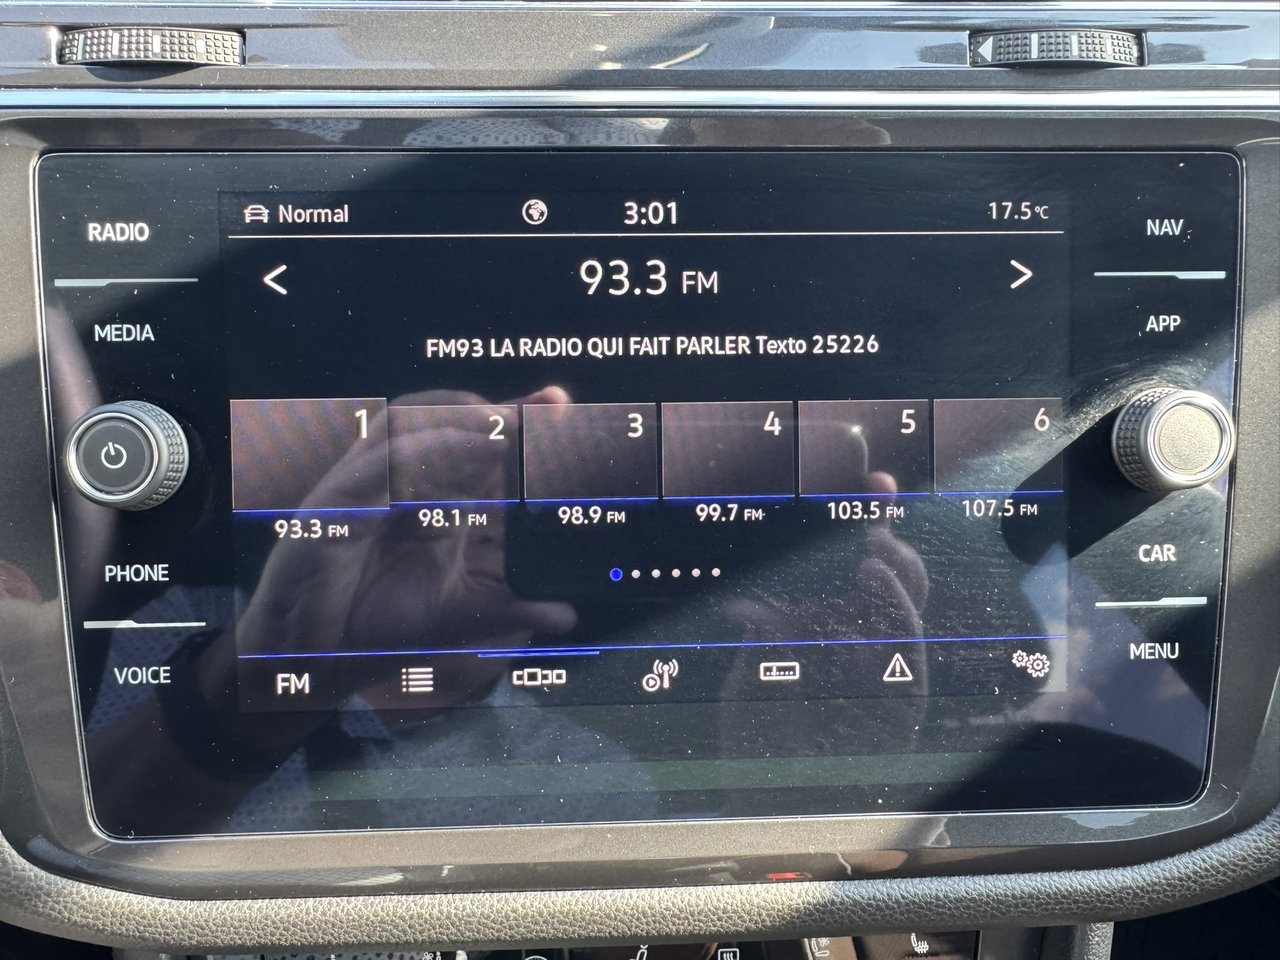 Normal
3:01
17.5°C
RADIO
NAV
93.3 FM
MEDIA
APP
FM93 LA RADIO QUI FAIT PARLER Texto 25226
1
2
3
4
5
6
93.3 FM
98.1 FM
98.9 FM
99.7 FM
103.5 FM
107.5 FM
PHONE
CAR
VOICE
MENU
FM